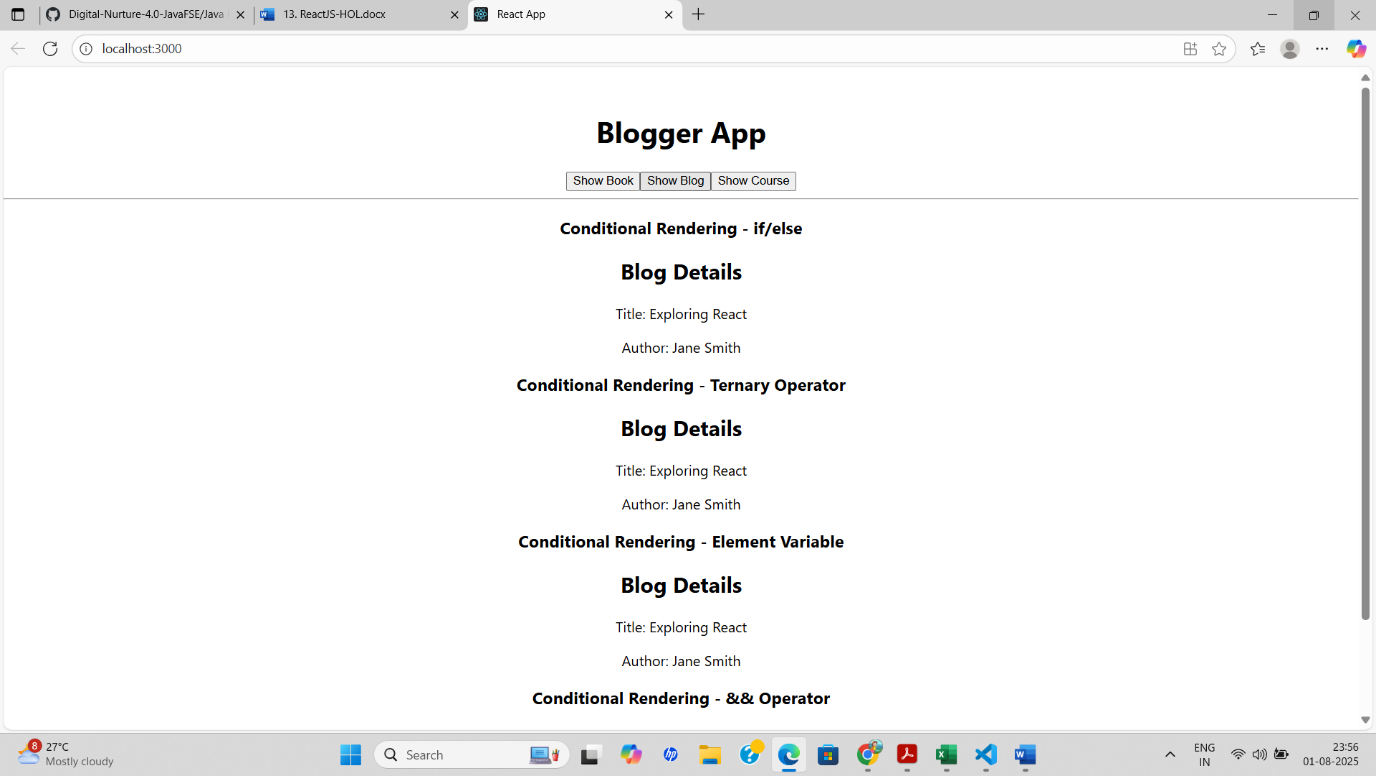 Digital-Nurture-4.0-JavaFSE/Java
13. ReactJS-HOL.docx
React App
localhost:3000
Blogger App
Show Book Show Blog Show Course
Conditional Rendering - if/else
Blog Details
Title: Exploring React
Author: Jane Smith
Conditional Rendering - Ternary Operator
Blog Details
Title: Exploring React
Author: Jane Smith
Conditional Rendering - Element Variable
Blog Details
Title: Exploring React
Author: Jane Smith
Conditional Rendering - && Operator
8
27°C
Mostly cloudy
Search
hp
ENG
IN
23:56
01-08-2025